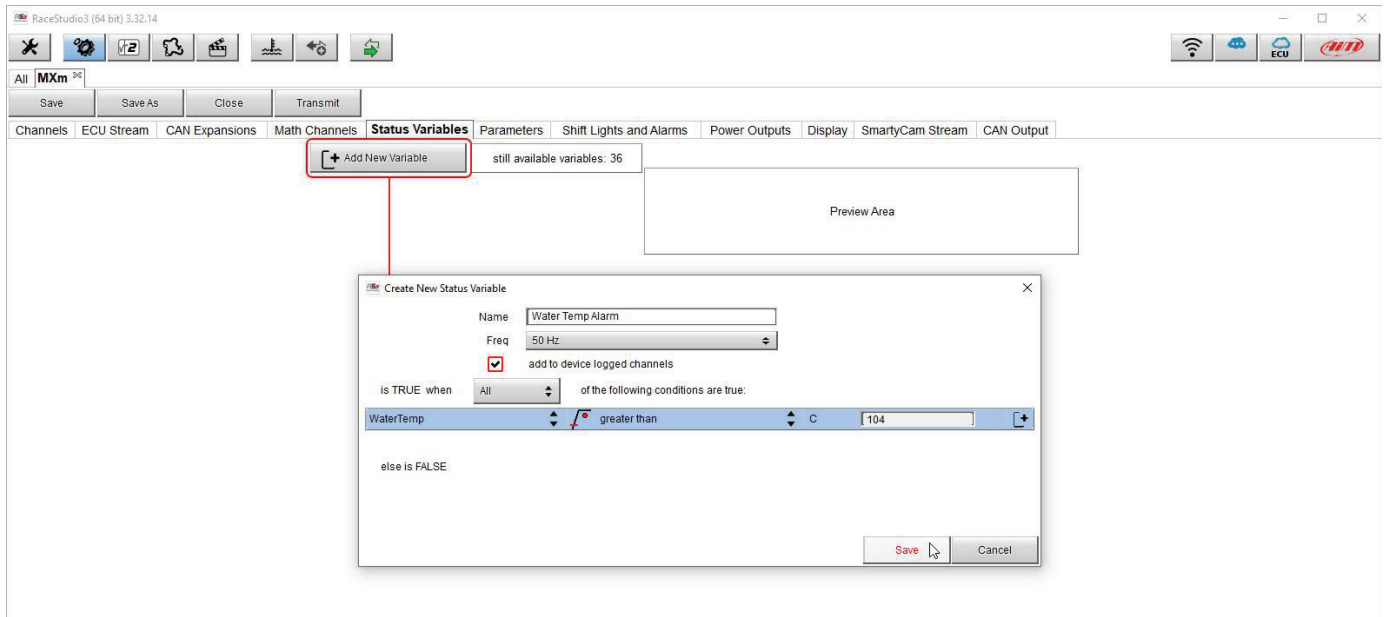 RaceStudio3 (64 bit) 3.32.14
ECU
AiM
All MXm
Save Save As Close Transmit
Channels ECU Stream CAN Expansions Math Channels Status Variables Parameters Shift Lights and Alarms Power Outputs Display SmartyCam Stream CAN Output
Add New Variable still available variables: 36
Preview Area
Create New Status Variable
Name Water Temp Alarm
Freq 50 Hz
add to device logged channels
is TRUE when All of the following conditions are true:
WaterTemp greater than C 104
else is FALSE
Save Cancel